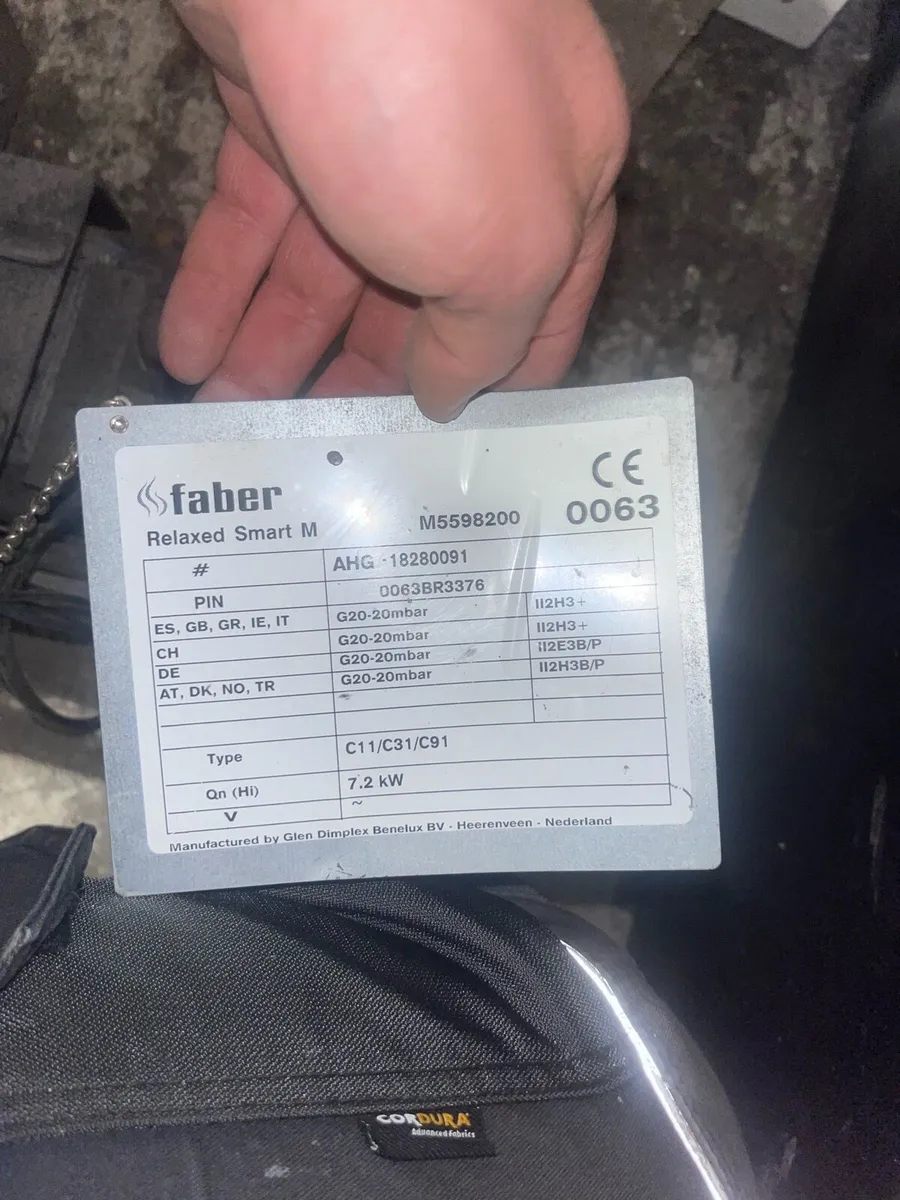 faber
CE
Relaxed Smart M
M5598200
0063
# AHG -18280091
PIN 0063BR3376
ES, GB, GR, IE, IT G20-20mbar II2H3+
CH G20-20mbar II2H3+
DE G20-20mbar II2E3B/P
AT, DK, NO, TR G20-20mbar II2H3B/P
Type C11/C31/C91
Qn (Hi) 7.2 kW
V ~
Manufactured by Glen Dimplex Benelux BV - Heerenveen - Nederland
CORDURA
Advanced Fabrics